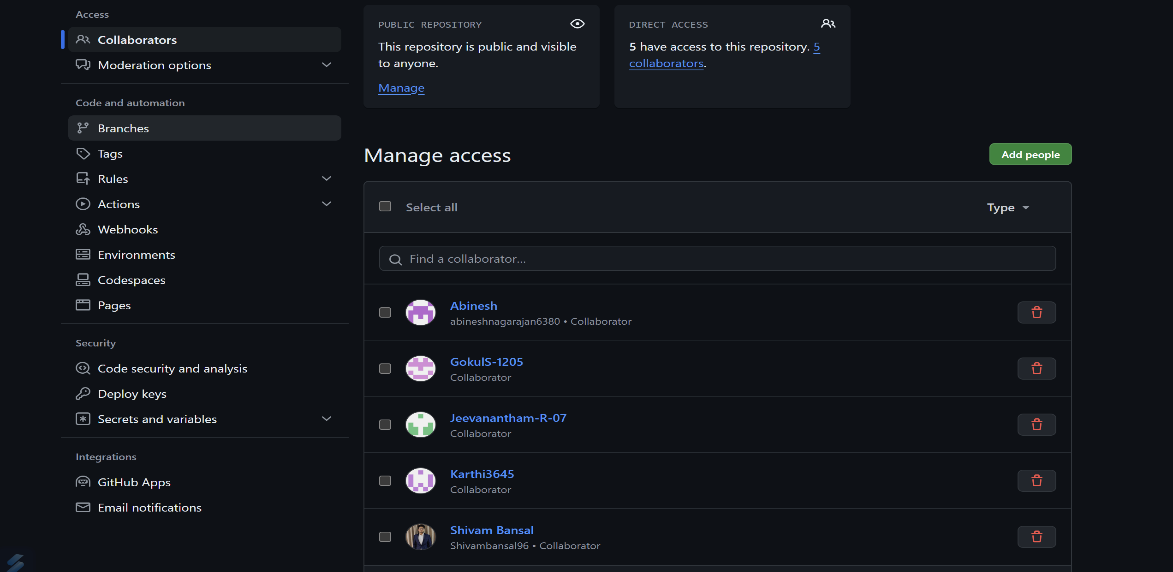 Access
Collaborators
Moderation options
Code and automation
Branches
Tags
Rules
Actions
Webhooks
Environments
Codespaces
Pages
Security
Code security and analysis
Deploy keys
Secrets and variables
Integrations
GitHub Apps
Email notifications
PUBLIC REPOSITORY
This repository is public and visible
to anyone.
Manage
DIRECT ACCESS
5 have access to this repository. 5
collaborators.
Manage access
Add people
Select all
Type
Find a collaborator...
Abinesh
abineshnagarajan6380 • Collaborator
GokulS-1205
Collaborator
Jeevanantham-R-07
Collaborator
Karthi3645
Collaborator
Shivam Bansal
Shivambansal96 • Collaborator